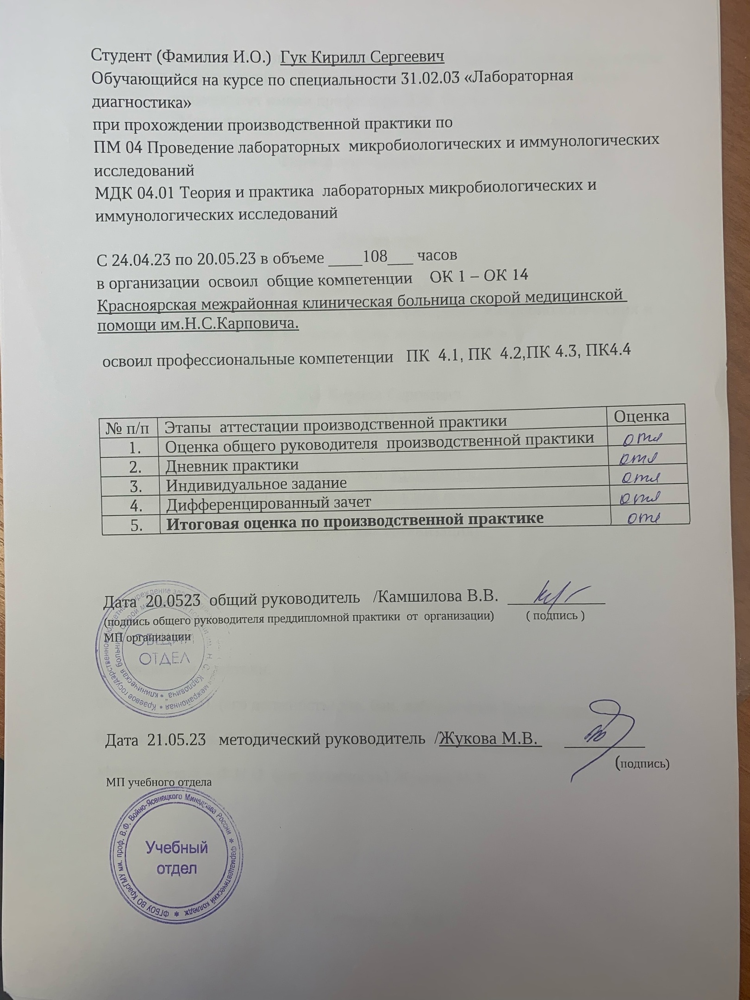 Студент (Фамилия И.О.) Гук Кирилл Сергеевич
Обучающийся на курсе по специальности 31.02.03 «Лабораторная
диагностика»
при прохождении производственной практики по
ПМ 04 Проведение лабораторных микробиологических и иммунологических
исследований
МДК 04.01 Теория и практика лабораторных микробиологических и
иммунологических исследований
С 24.04.23 по 20.05.23 в объеме ____108___ часов
в организации освоил общие компетенции ОК 1 – ОК 14
Красноярская межрайонная клиническая больница скорой медицинской
помощи им.Н.С.Карповича.
освоил профессиональные компетенции ПК 4.1, ПК 4.2,ПК 4.3, ПК4.4
№ п/п Этапы аттестации производственной практики Оценка
1. Оценка общего руководителя производственной практики отл
2. Дневник практики отл
3. Индивидуальное задание отл
4. Дифференцированный зачет отл
5. Итоговая оценка по производственной практике отл
Дата 20.0523 общий руководитель /Камшилова В.В. ____________
(подпись общего руководителя преддипломной практики от организации) ( подпись )
МП организации
ОБЩИЙ
ОТДЕЛ
Краевое государственное бюджетное учреждение
межрайонная * клиническая больница скорой медицинской помощи им. Н.С. Карповича"
Дата 21.05.23 методический руководитель /Жукова М.В. __________
(подпись)
МП учебного отдела
ФГБОУ ВО КрасГМУ им. проф. В.Ф. Войно-Ясенецкого Минздрава России * Фармацевтический колледж *
Учебный
отдел